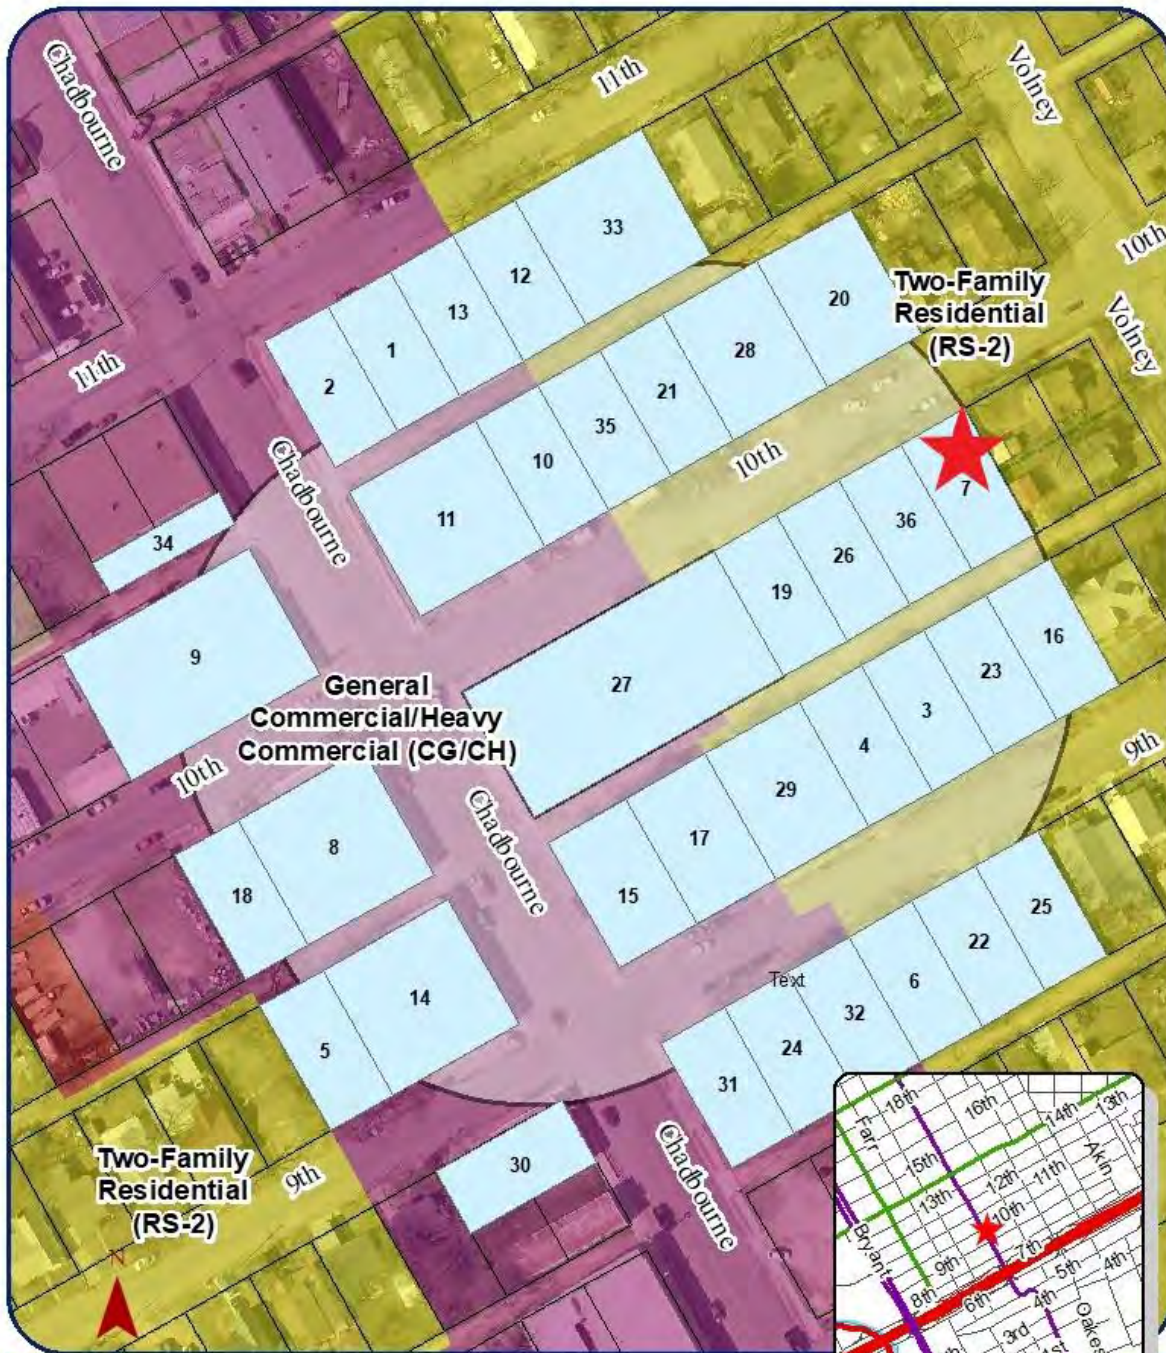 Chadbourne
11th
Volney
10th
33
12
13
1
2
20
Two-Family
Residential
(RS-2)
Volney
28
21
35
10
11
11th
Chadbourne
10th
7
36
26
19
34
9
27
16
23
3
4
29
17
15
General
Commercial/Heavy
Commercial (CG/CH)
10th
9th
Chadbourne
8
18
14
5
25
22
6
32
24
31
Text
30
Two-Family
Residential
(RS-2)
9th
Chadbourne
N
18th
16th
14th
13th
Farr
15th
12th
11th
Akin
13th
10th
Bryant
9th
7th
8th
6th
5th
4th
4th
3rd
1st
Oakes